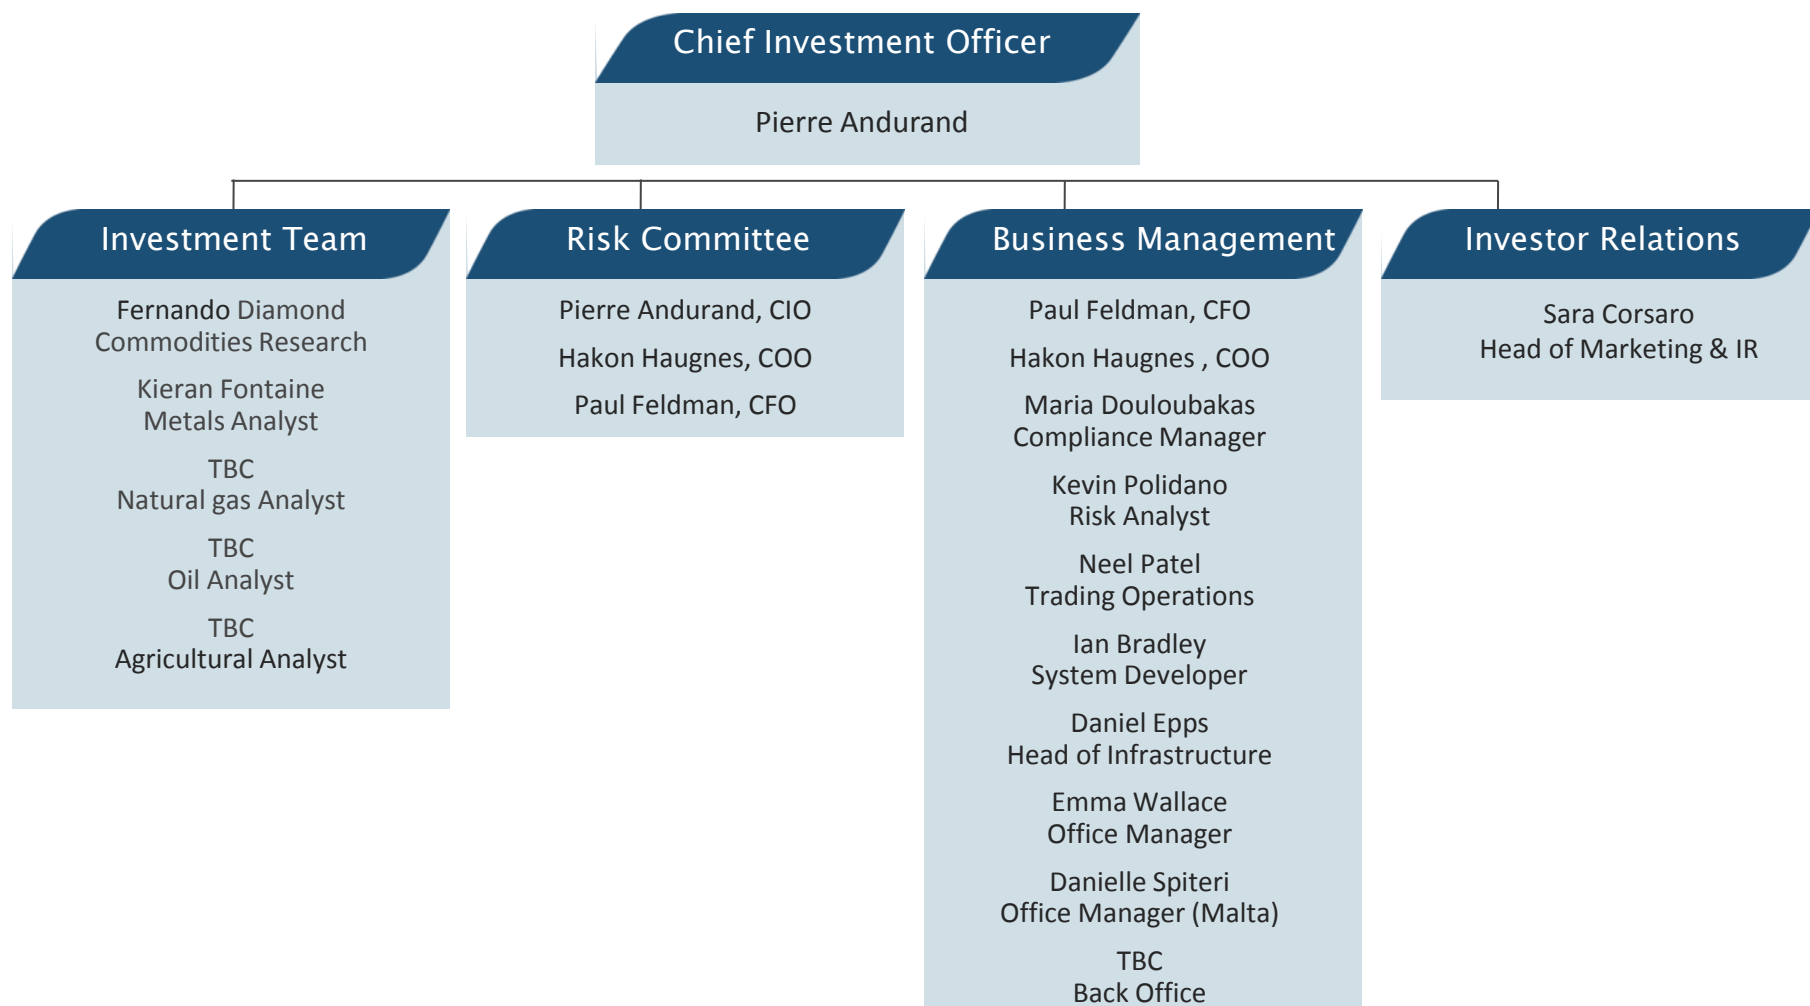 Chief Investment Officer
Pierre Andurand
Investment Team
Fernando Diamond
Commodities Research
Kieran Fontaine
Metals Analyst
TBC
Natural gas Analyst
TBC
Oil Analyst
TBC
Agricultural Analyst
Risk Committee
Pierre Andurand, CIO
Hakon Haugnes, COO
Paul Feldman, CFO
Business Management
Paul Feldman, CFO
Hakon Haugnes , COO
Maria Douloubakas
Compliance Manager
Kevin Polidano
Risk Analyst
Neel Patel
Trading Operations
Ian Bradley
System Developer
Daniel Epps
Head of Infrastructure
Emma Wallace
Office Manager
Danielle Spiteri
Office Manager (Malta)
TBC
Back Office
Investor Relations
Sara Corsaro
Head of Marketing & IR